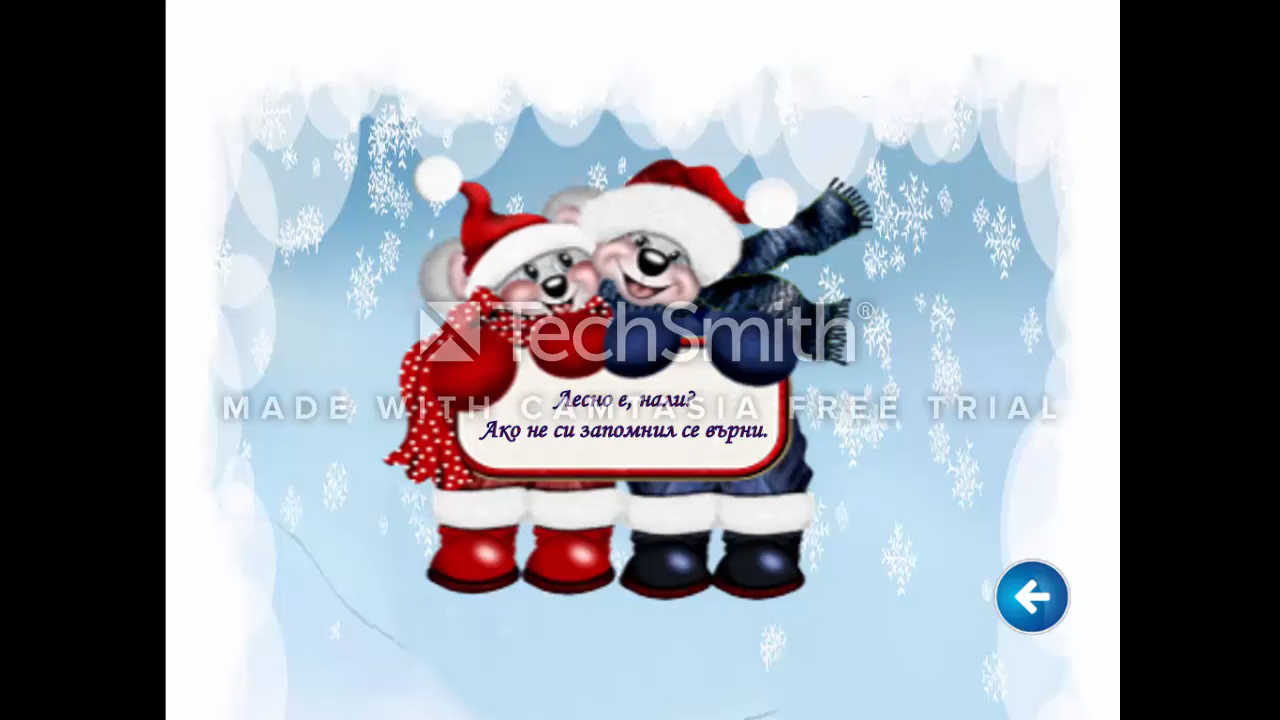 TechSmith®
MADE WITH CAMTASIA FREE TRIAL
Лесно е, нали?
Ако не си запомнил се върни.